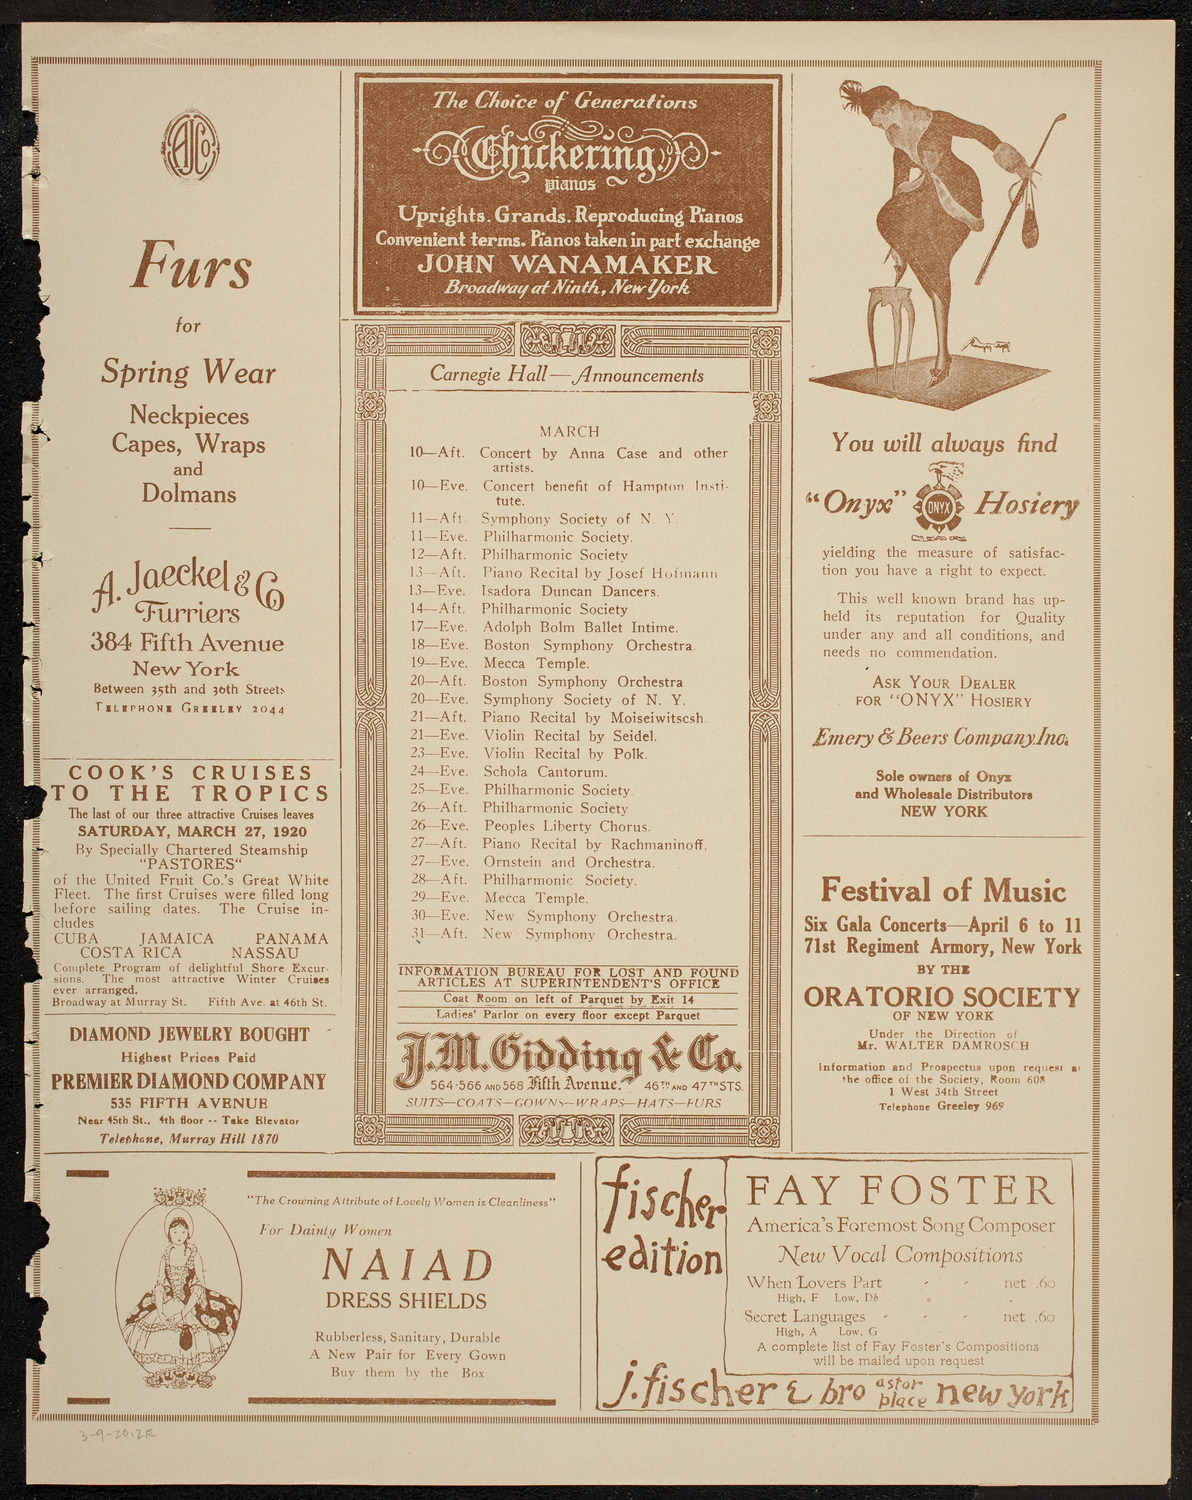 AJCo
Furs
for
Spring Wear
Neckpieces
Capes, Wraps
and
Dolmans
A. Jaeckel & Co
Furriers
384 Fifth Avenue
New York
Between 35th and 36th Streets
TELEPHONE GREELEY 2044
COOK'S CRUISES
TO THE TROPICS
The last of our three attractive Cruises leaves
SATURDAY, MARCH 27, 1920
By Specially Chartered Steamship
"PASTORES"
of the United Fruit Co.'s Great White
Fleet. The first Cruises were filled long
before sailing dates. The Cruise in-
cludes
CUBA JAMAICA PANAMA
COSTA RICA NASSAU
Complete Program of delightful Shore Excur-
sions. The most attractive Winter Cruises
ever arranged.
Broadway at Murray St. Fifth Ave. at 46th St.
DIAMOND JEWELRY BOUGHT
Highest Prices Paid
PREMIER DIAMOND COMPANY
535 FIFTH AVENUE
Near 45th St., 4th floor -- Take Elevator
Telephone, Murray Hill 1870
The Choice of Generations
Chickering
pianos
Uprights. Grands. Reproducing Pianos
Convenient terms. Pianos taken in part exchange
JOHN WANAMAKER
Broadway at Ninth, New York
Carnegie Hall—Announcements
MARCH
10—Aft. Concert by Anna Case and other
artists.
10—Eve. Concert benefit of Hampton Insti-
tute.
11—Aft. Symphony Society of N. Y.
11—Eve. Philharmonic Society.
12—Aft. Philharmonic Society
13—Aft. Piano Recital by Josef Hofmann
13—Eve. Isadora Duncan Dancers.
14—Aft. Philharmonic Society
17—Eve. Adolph Bolm Ballet Intime.
18—Eve. Boston Symphony Orchestra.
19—Eve. Mecca Temple.
20—Aft. Boston Symphony Orchestra
20—Eve. Symphony Society of N. Y.
21—Aft. Piano Recital by Moiseiwitscsh.
21—Eve. Violin Recital by Seidel.
23—Eve. Violin Recital by Polk.
24—Eve. Schola Cantorum.
25—Eve. Philharmonic Society.
26—Aft. Philharmonic Society
26—Eve. Peoples Liberty Chorus.
27—Aft. Piano Recital by Rachmaninoff.
27—Eve. Ornstein and Orchestra.
28—Aft. Philharmonic Society.
29—Eve. Mecca Temple.
30—Eve. New Symphony Orchestra.
31—Aft. New Symphony Orchestra.
INFORMATION BUREAU FOR LOST AND FOUND
ARTICLES AT SUPERINTENDENT'S OFFICE
Coat Room on left of Parquet by Exit 14
Ladies' Parlor on every floor except Parquet
J.M. Gidding & Co.
564-566 AND 568 Fifth Avenue. 46TH AND 47TH STS.
SUITS—COATS—GOWNS—WRAPS—HATS—FURS
You will always find
"Onyx" ONYX Hosiery
yielding the measure of satisfac-
tion you have a right to expect.
This well known brand has up-
held its reputation for Quality
under any and all conditions, and
needs no commendation.
ASK YOUR DEALER
FOR "ONYX" HOSIERY
Emery & Beers Company, Inc.
Sole owners of Onyx
and Wholesale Distributors
NEW YORK
Festival of Music
Six Gala Concerts—April 6 to 11
71st Regiment Armory, New York
BY THE
ORATORIO SOCIETY
OF NEW YORK
Under the Direction of
Mr. WALTER DAMROSCH
Information and Prospectus upon request at
the office of the Society, Room 608
1 West 34th Street
Telephone Greeley 969
"The Crowning Attribute of Lovely Women is Cleanliness"
For Dainty Women
NAIAD
DRESS SHIELDS
Rubberless, Sanitary, Durable
A New Pair for Every Gown
Buy them by the Box
fischer
edition
FAY FOSTER
America's Foremost Song Composer
New Vocal Compositions
When Lovers Part - - net .60
High, F Low, Db
Secret Languages - - - net .60
High, A Low, G
A complete list of Fay Foster's Compositions
will be mailed upon request
j. fischer & bro astor place new york
3-9-20.2R